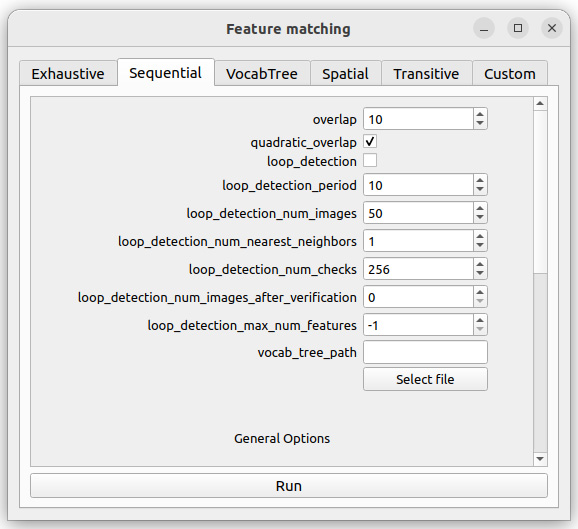 Feature matching
Exhaustive Sequential VocabTree Spatial Transitive Custom
overlap 10
quadratic_overlap
loop_detection
loop_detection_period 10
loop_detection_num_images 50
loop_detection_num_nearest_neighbors 1
loop_detection_num_checks 256
loop_detection_num_images_after_verification 0
loop_detection_max_num_features -1
vocab_tree_path
Select file
General Options
Run